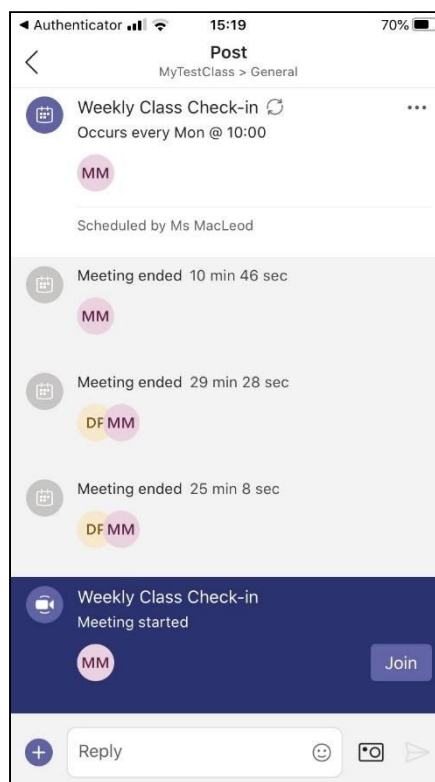 ◀ Authenticator 15:19 70%
Post
MyTestClass > General
Weekly Class Check-in
Occurs every Mon @ 10:00
MM
Scheduled by Ms MacLeod
Meeting ended 10 min 46 sec
MM
Meeting ended 29 min 28 sec
DF MM
Meeting ended 25 min 8 sec
DF MM
Weekly Class Check-in
Meeting started
MM
Join
Reply